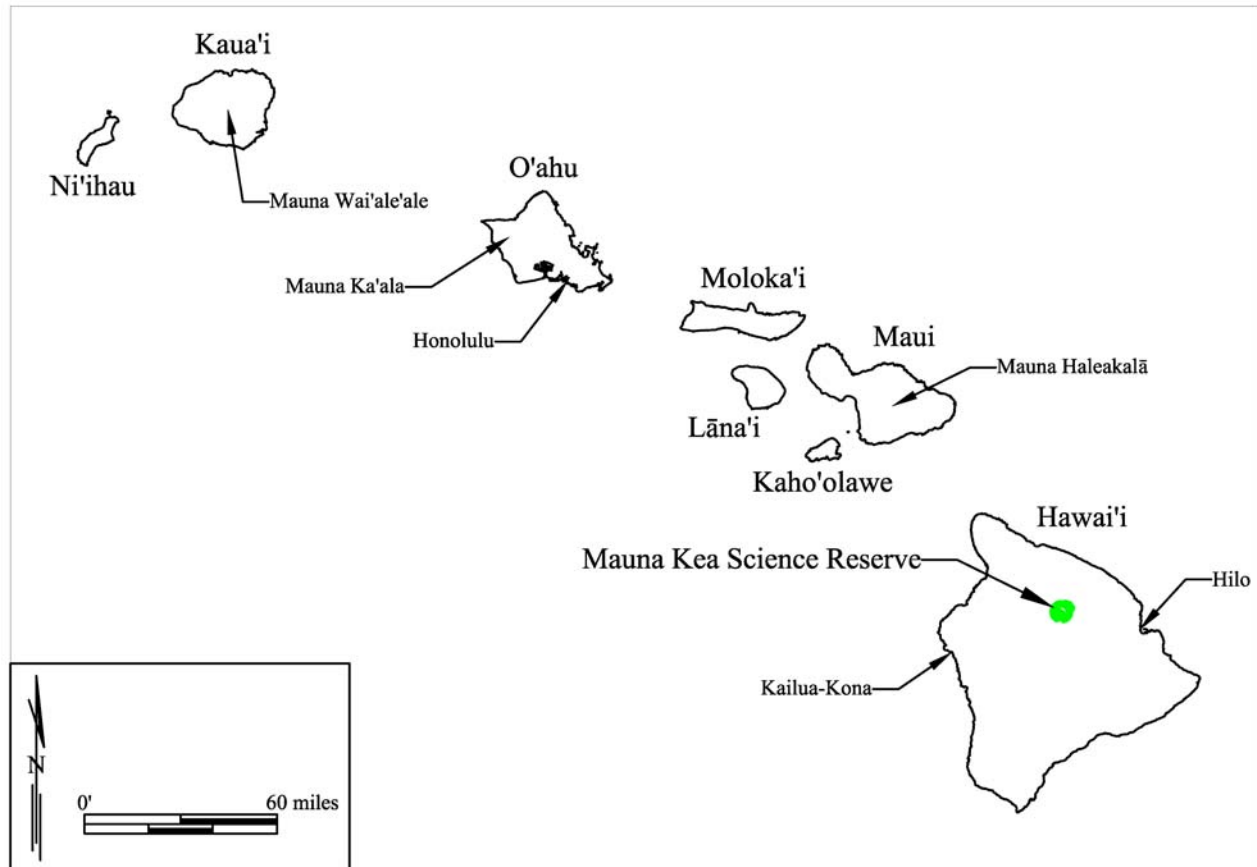 Kaua'i
Ni'ihau
Mauna Wai'ale'ale
O'ahu
Mauna Ka'ala
Honolulu
Moloka'i
Maui
Mauna Haleakalā
Lāna'i
Kaho'olawe
Hawai'i
Mauna Kea Science Reserve
Hilo
Kailua-Kona
N
0' 60 miles